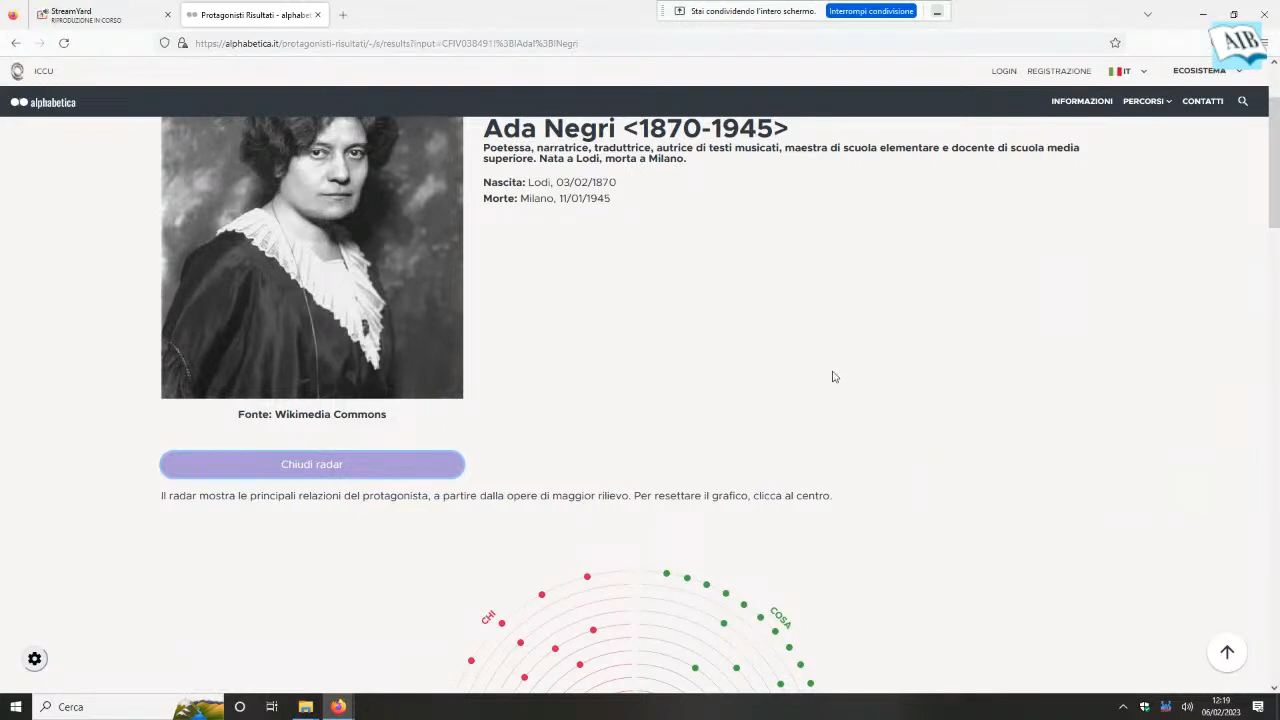 StreamYard
RIPRODUZIONE IN CORSO
Protagonisti Risultati - alphabet
Stai condividendo l'intero schermo.
Interrompi condivisione
alphabetica.it/protagonisti-risultati/-/s/results?input=CFIV038491I%3BIAdaI%3BINegri
AIB
ICCU
LOGIN
REGISTRAZIONE
IT
ECOSISTEMA
alphabetica
INFORMAZIONI
PERCORSI
CONTATTI
Ada Negri <1870-1945>
Poetessa, narratrice, traduttrice, autrice di testi musicati, maestra di scuola elementare e docente di scuola media
superiore. Nata a Lodi, morta a Milano.
Nascita: Lodi, 03/02/1870
Morte: Milano, 11/01/1945
Fonte: Wikimedia Commons
Chiudi radar
Il radar mostra le principali relazioni del protagonista, a partire dalla opere di maggior rilievo. Per resettare il grafico, clicca al centro.
CHI
COSA
Cerca
12:19
06/02/2023